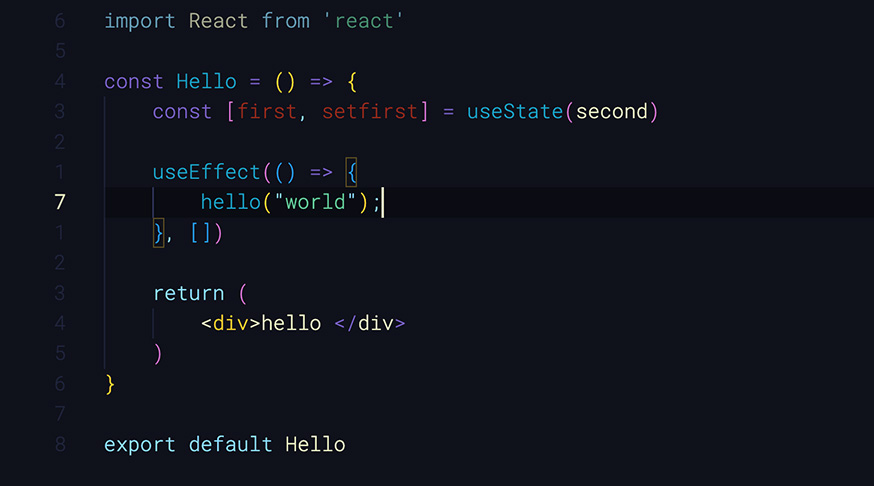 6 import React from 'react'
5
4 const Hello = () => {
3 const [first, setfirst] = useState(second)
2
1 useEffect(() => {
7 hello("world");
1 }, [])
2
3 return (
4 <div>hello </div>
5 )
6 }
7
8 export default Hello